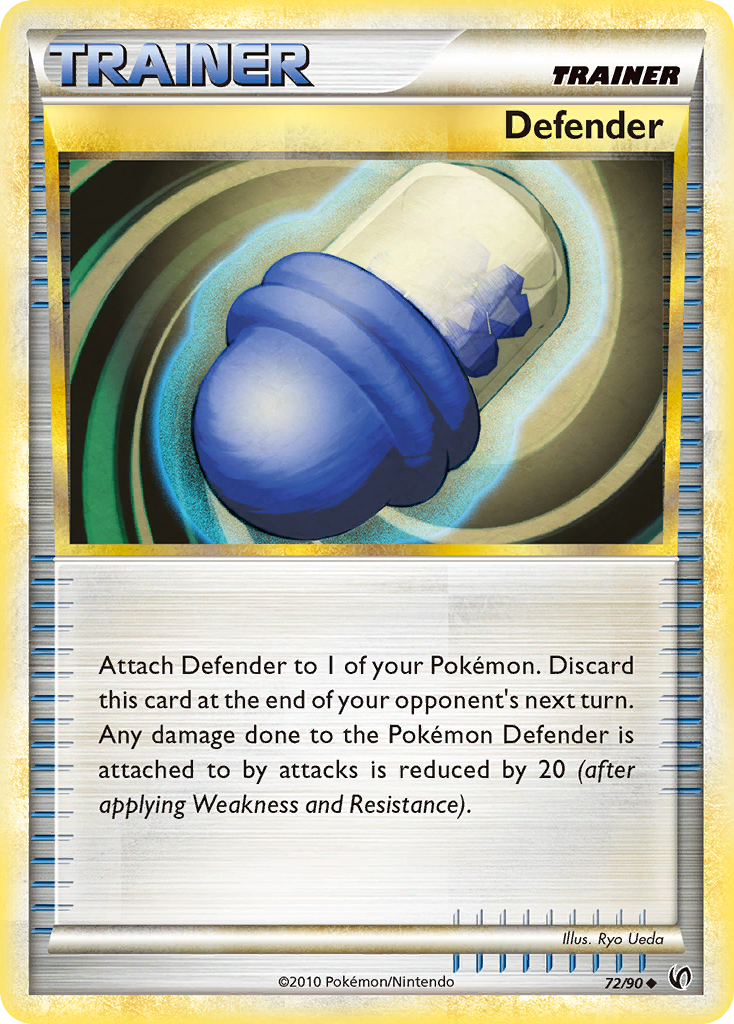 TRAINER
TRAINER
Defender
Attach Defender to 1 of your Pokémon. Discard
this card at the end of your opponent's next turn.
Any damage done to the Pokémon Defender is
attached to by attacks is reduced by 20 (after
applying Weakness and Resistance).
Illus. Ryo Ueda
©2010 Pokémon/Nintendo
72/90 ◆